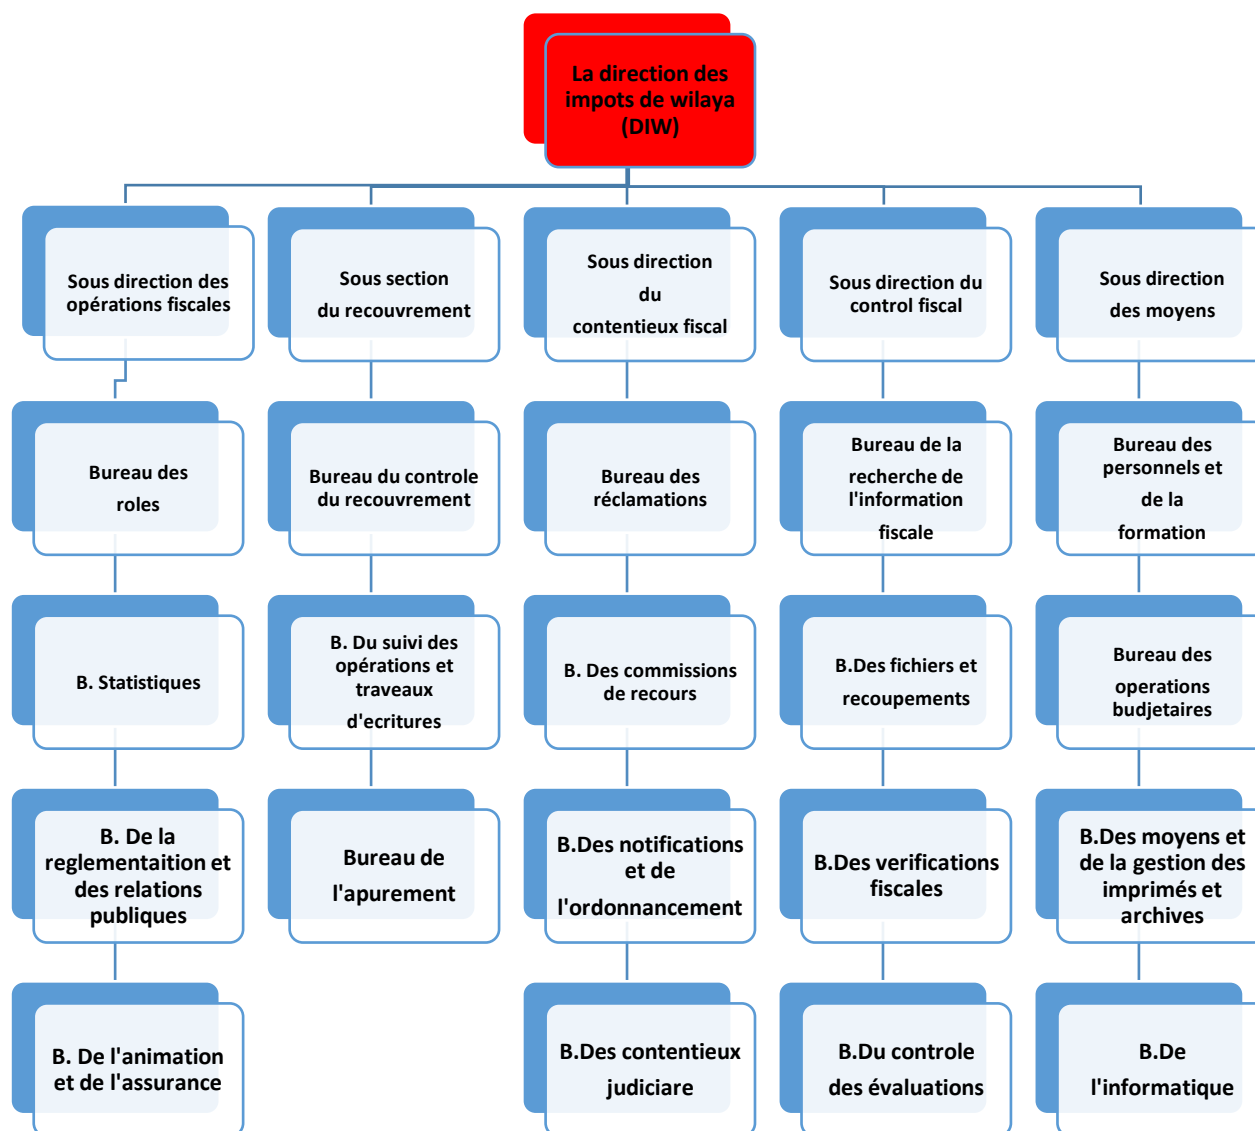 La direction des
impots de wilaya
(DIW)
Sous direction des
opérations fiscales
Sous section
du recouvrement
Sous direction
du
contentieux fiscal
Sous direction du
control fiscal
Sous direction
des moyens
Bureau des
roles
Bureau du controle
du recouvrement
Bureau des
réclamations
Bureau de la
recherche de
l'information
fiscale
Bureau des
personnels et
de la
formation
B. Statistiques
B. Du suivi des
opérations et
traveaux
d'ecritures
B. Des commissions
de recours
B.Des fichiers et
recoupements
Bureau des
operations
budjetaires
B. De la
reglementaition et
des relations
publiques
Bureau de
l'apurement
B.Des notifications
et de
l'ordonnancement
B.Des verifications
fiscales
B.Des moyens et
de la gestion des
imprimés et
archives
B. De l'animation
et de l'assurance
B.Des contentieux
judiciare
B.Du controle
des évaluations
B.De
l'informatique